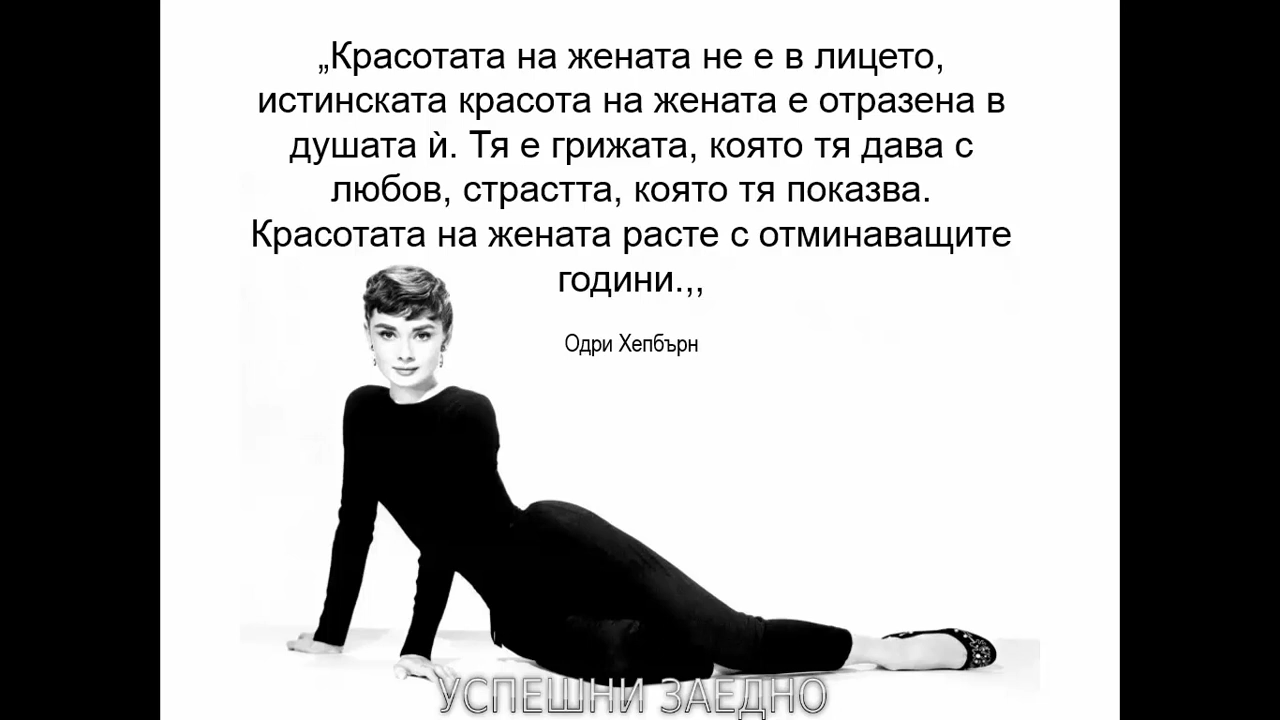 „Красотата на жената не е в лицето,
истинската красота на жената е отразена в
душата ѝ. Тя е грижата, която тя дава с
любов, страстта, която тя показва.
Красотата на жената расте с отминаващите
години.,,
Одри Хепбърн
УСПЕШНИ ЗАЕДНО